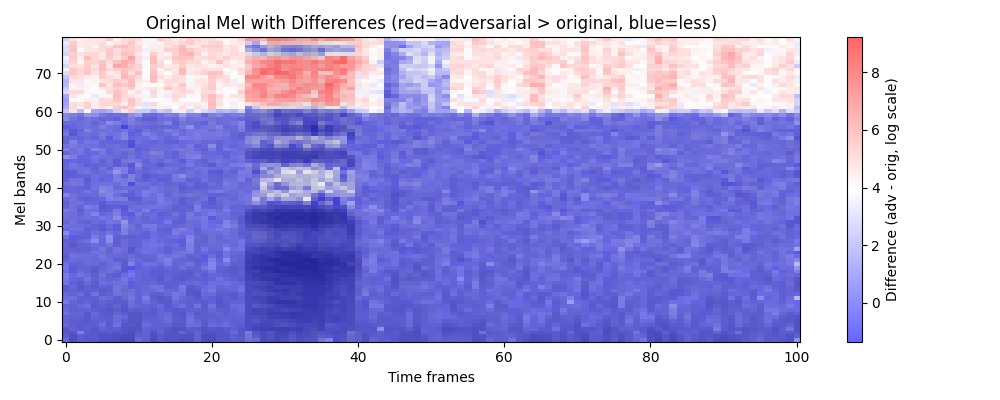 Original Mel with Differences (red=adversarial > original, blue=less)
Mel bands
70
60
50
40
30
20
10
0
0 20 40 60 80 100
Time frames
8
6
4
2
0
Difference (adv - orig, log scale)